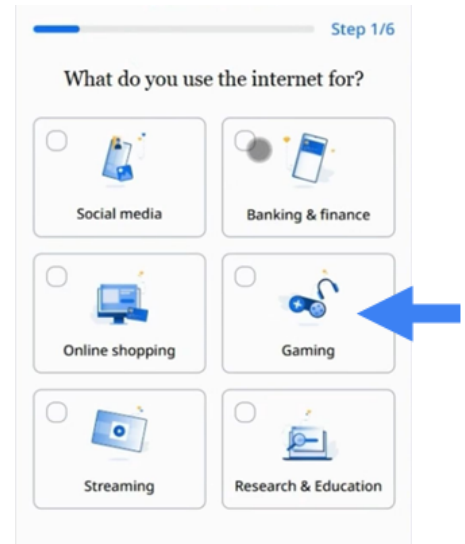 Step 1/6
What do you use the internet for?
Social media
Banking & finance
Online shopping
Gaming
Streaming
Research & Education